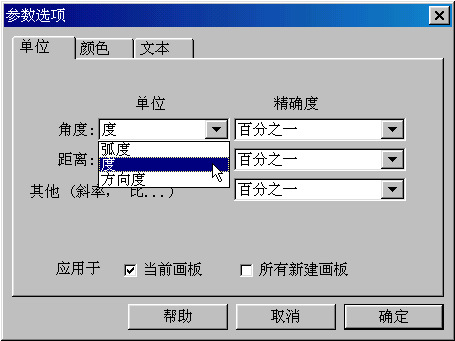 参数选项
单位 颜色 文本
单位 精确度
角度: 度 百分之一
弧度
距离: 度 百分之一
方向度
其他 (斜率, 比...) 百分之一
应用于 当前画板 所有新建画板
帮助 取消 确定